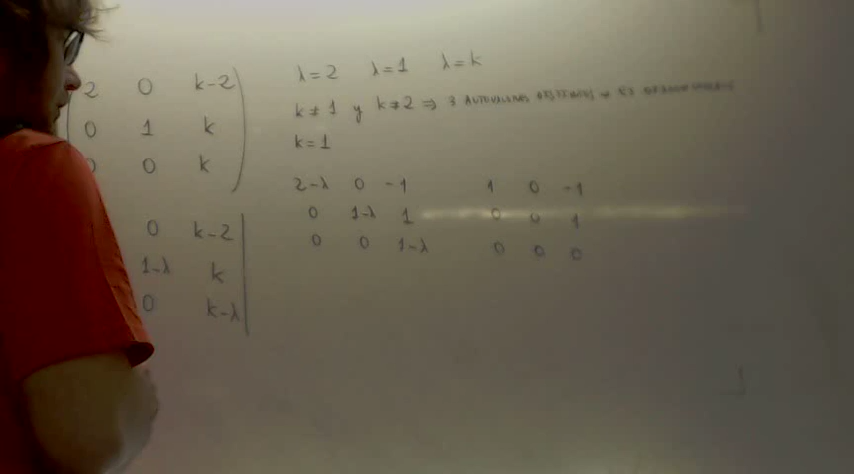 2 0 k-2 λ=2 λ=1 λ=k
0 1 k k≠1 y k≠2 ⇒ 3 AUTOVALORES DISTINTOS ⇒ ES DIAGONALIZABLE
0 0 k k=1
2-λ 0 -1 1 0 -1
0 1-λ 1 0 0 1
0 0 1-λ 0 0 0
0 k-2
1-λ k
0 k-λ